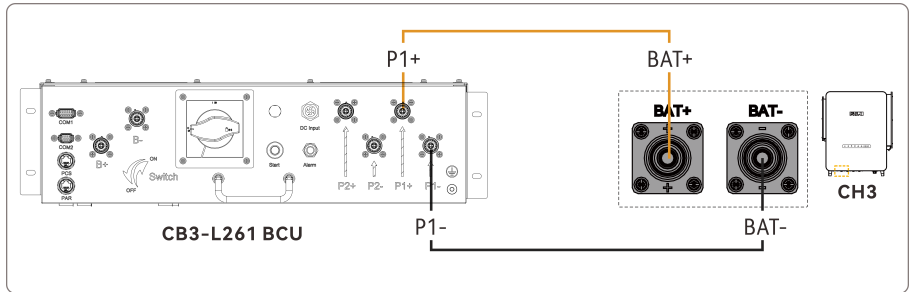 P1+
BAT+
COM1
COM2
PCS
PAR
B+
B-
ON
OFF
Switch
DC Input
Start
Alarm
P2+
P2-
P1+
P1-
BAT+
BAT-
CH3
CB3-L261 BCU
P1-
BAT-